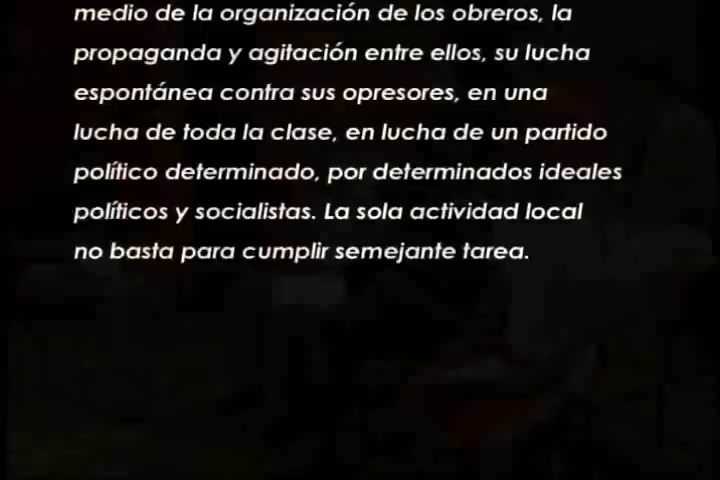 medio de la organización de los obreros, la
propaganda y agitación entre ellos, su lucha
espontánea contra sus opresores, en una
lucha de toda la clase, en lucha de un partido
político determinado, por determinados ideales
políticos y socialistas. La sola actividad local
no basta para cumplir semejante tarea.